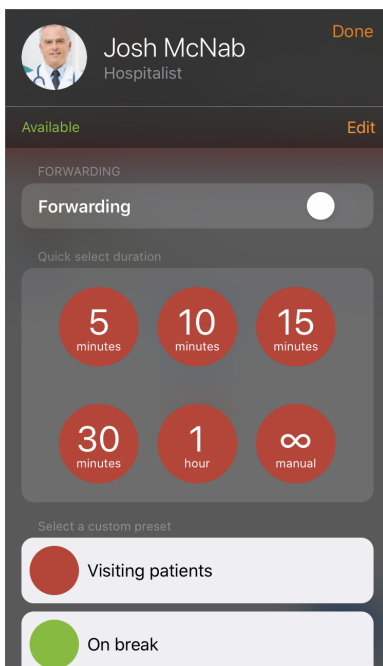 Done
Josh McNab
Hospitalist
Available
Edit
FORWARDING
Forwarding
Quick select duration
5
minutes
10
minutes
15
minutes
30
minutes
1
hour
∞
manual
Select a custom preset
Visiting patients
On break